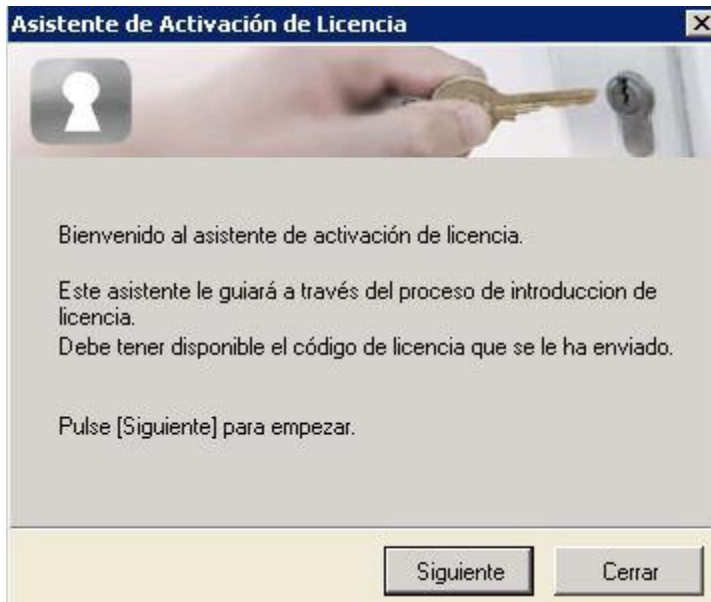 Asistente de Activación de Licencia
Bienvenido al asistente de activación de licencia.
Este asistente le guiará a través del proceso de introduccion de
licencia.
Debe tener disponible el código de licencia que se le ha enviado.
Pulse [Siguiente] para empezar.
Siguiente
Cerrar